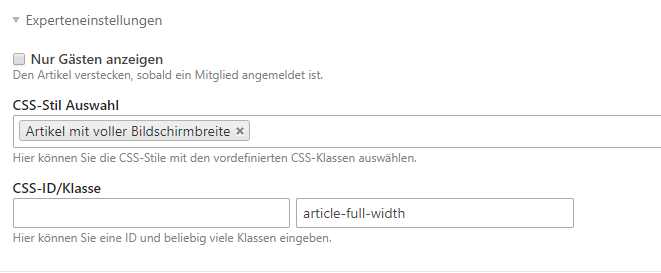 Experteneinstellungen
Nur Gästen anzeigen
Den Artikel verstecken, sobald ein Mitglied angemeldet ist.
CSS-Stil Auswahl
Artikel mit voller Bildschirmbreite ×
Hier können Sie die CSS-Stile mit den vordefinierten CSS-Klassen auswählen.
CSS-ID/Klasse
article-full-width
Hier können Sie eine ID und beliebig viele Klassen eingeben.